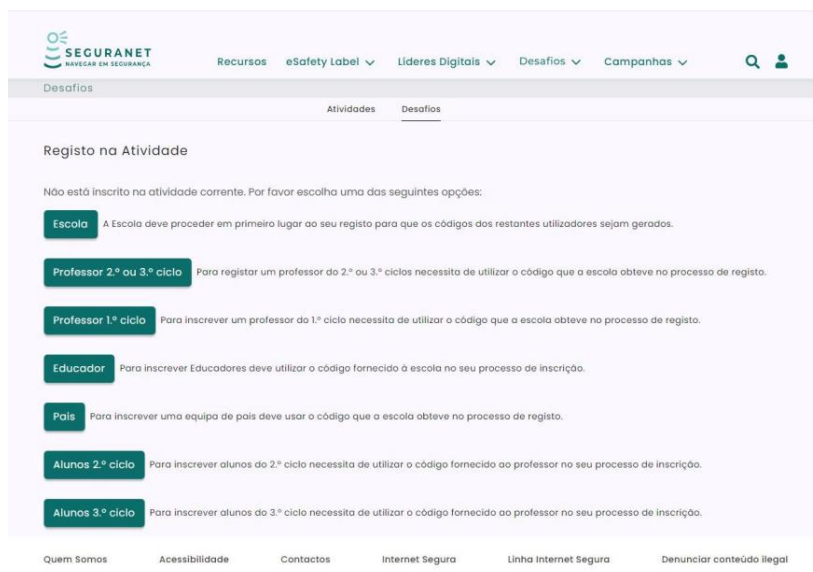 SEGURANET
NAVEGAR EM SEGURANÇA
Recursos eSafety Label Líderes Digitais Desafios Campanhas
Desafios
Atividades Desafios
Registo na Atividade
Não está inscrito na atividade corrente. Por favor escolha uma das seguintes opções:
Escola A Escola deve proceder em primeiro lugar ao seu registo para que os códigos dos restantes utilizadores sejam gerados.
Professor 2.º ou 3.º ciclo Para registar um professor do 2.º ou 3.º ciclos necessita de utilizar o código que a escola obteve no processo de registo.
Professor 1.º ciclo Para inscrever um professor do 1.º ciclo necessita de utilizar o código que a escola obteve no processo de registo.
Educador Para inscrever Educadores deve utilizar o código fornecido à escola no seu processo de inscrição.
Pais Para inscrever uma equipa de pais deve usar o código que a escola obteve no processo de registo.
Alunos 2.º ciclo Para inscrever alunos do 2.º ciclo necessita de utilizar o código fornecido ao professor no seu processo de inscrição.
Alunos 3.º ciclo Para inscrever alunos do 3.º ciclo necessita de utilizar o código fornecido ao professor no seu processo de inscrição.
Quem Somos Acessibilidade Contactos Internet Segura Linha Internet Segura Denunciar conteúdo ilegal